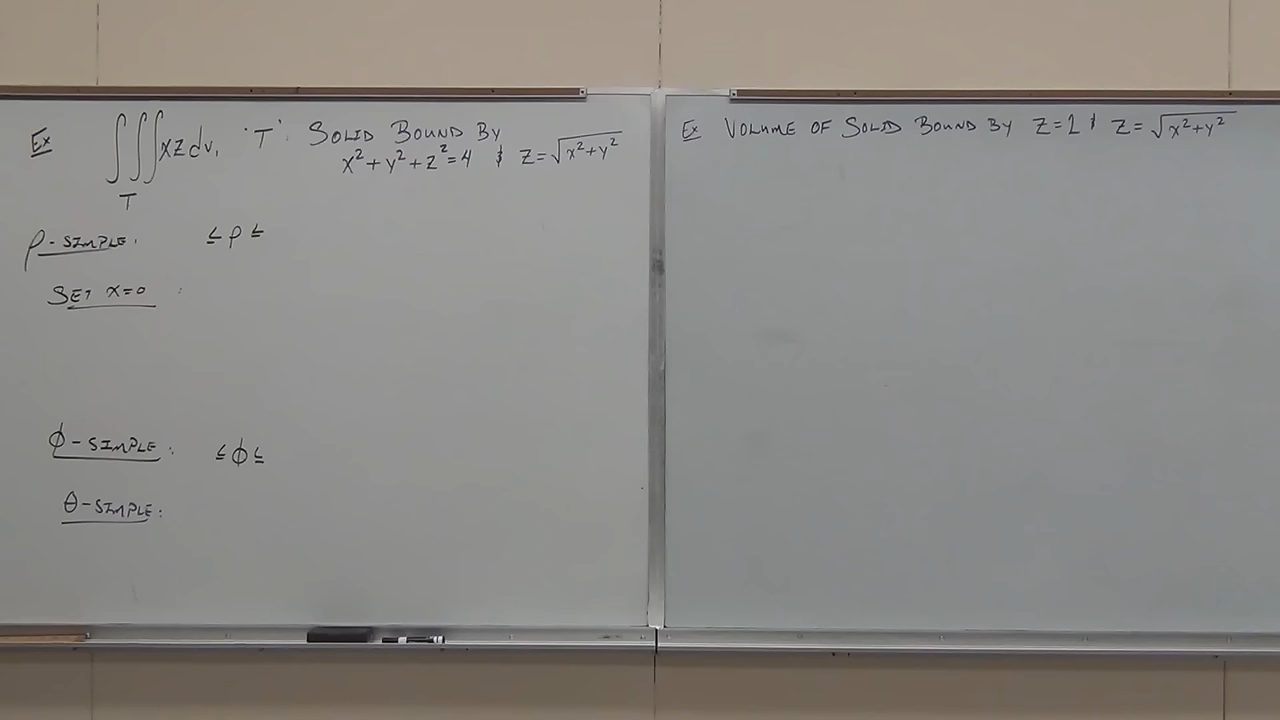 Ex ∭ xz dv, 'T': SOLID BOUND BY
T
x²+y²+z²=4 & z=√x²+y²
ρ-SIMPLE: ≤ ρ ≤
SET x=0 :
ϕ-SIMPLE: ≤ ϕ ≤
θ-SIMPLE:
Ex VOLUME OF SOLID BOUND BY z=1 & z=√x²+y²